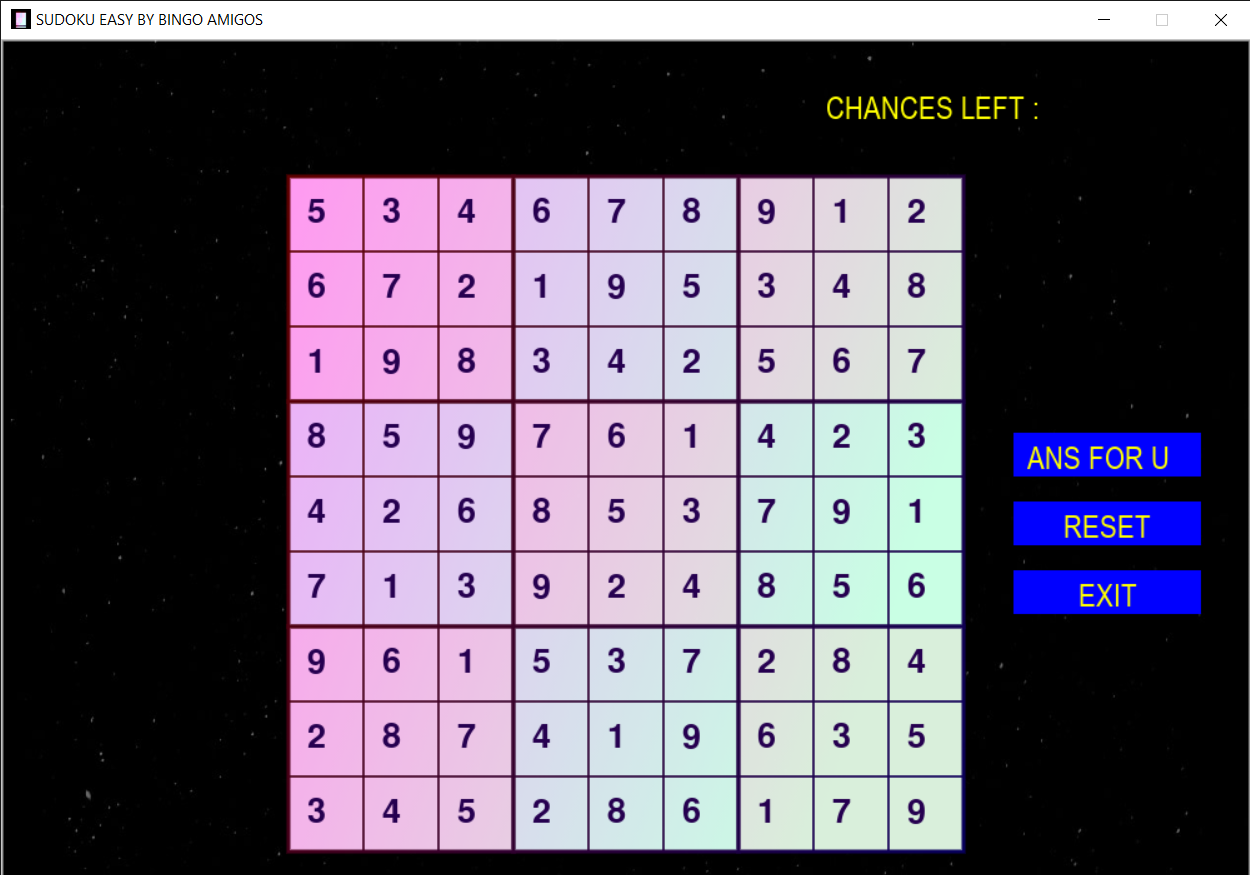 SUDOKU EASY BY BINGO AMIGOS
CHANCES LEFT :
5 3 4 6 7 8 9 1 2
6 7 2 1 9 5 3 4 8
1 9 8 3 4 2 5 6 7
8 5 9 7 6 1 4 2 3
4 2 6 8 5 3 7 9 1
7 1 3 9 2 4 8 5 6
9 6 1 5 3 7 2 8 4
2 8 7 4 1 9 6 3 5
3 4 5 2 8 6 1 7 9
ANS FOR U
RESET
EXIT